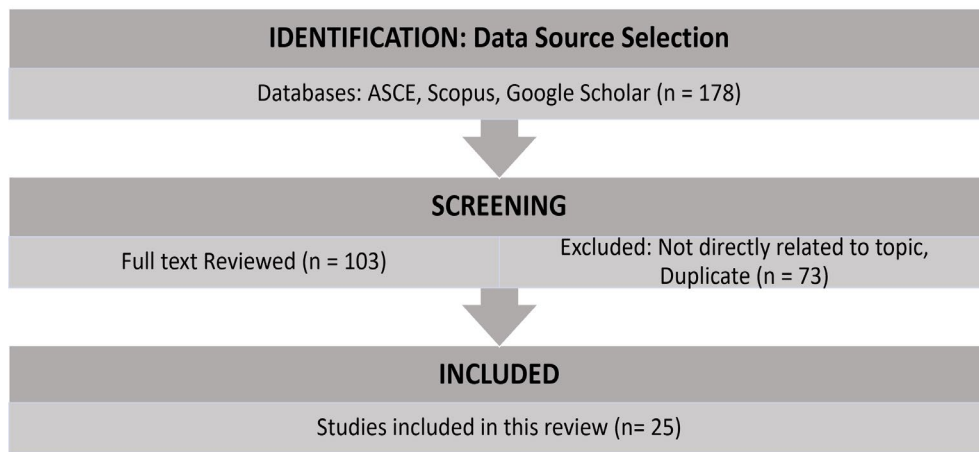 IDENTIFICATION: Data Source Selection
Databases: ASCE, Scopus, Google Scholar (n = 178)
SCREENING
Full text Reviewed (n = 103)
Excluded: Not directly related to topic,
Duplicate (n = 73)
INCLUDED
Studies included in this review (n= 25)